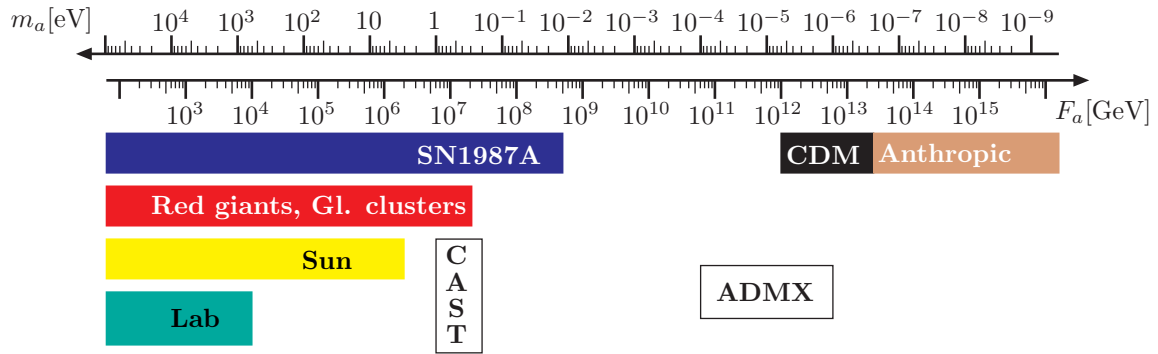 m_a[eV] 10^4 10^3 10^2 10 1 10^-1 10^-2 10^-3 10^-4 10^-5 10^-6 10^-7 10^-8 10^-9
10^3 10^4 10^5 10^6 10^7 10^8 10^9 10^10 10^11 10^12 10^13 10^14 10^15 F_a[GeV]
SN1987A CDM Anthropic
Red giants, Gl. clusters
Sun
CAST
ADMX
Lab